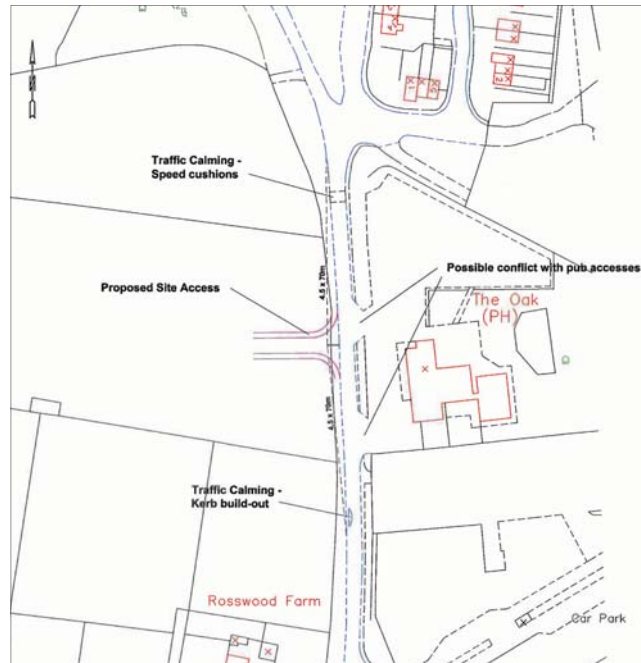 N
Traffic Calming -
Speed cushions
4.5 x 70m
Possible conflict with pub accesses
Proposed Site Access
The Oak
(PH)
4.5 x 70m
Traffic Calming -
Kerb build-out
Rosswood Farm
Car Park